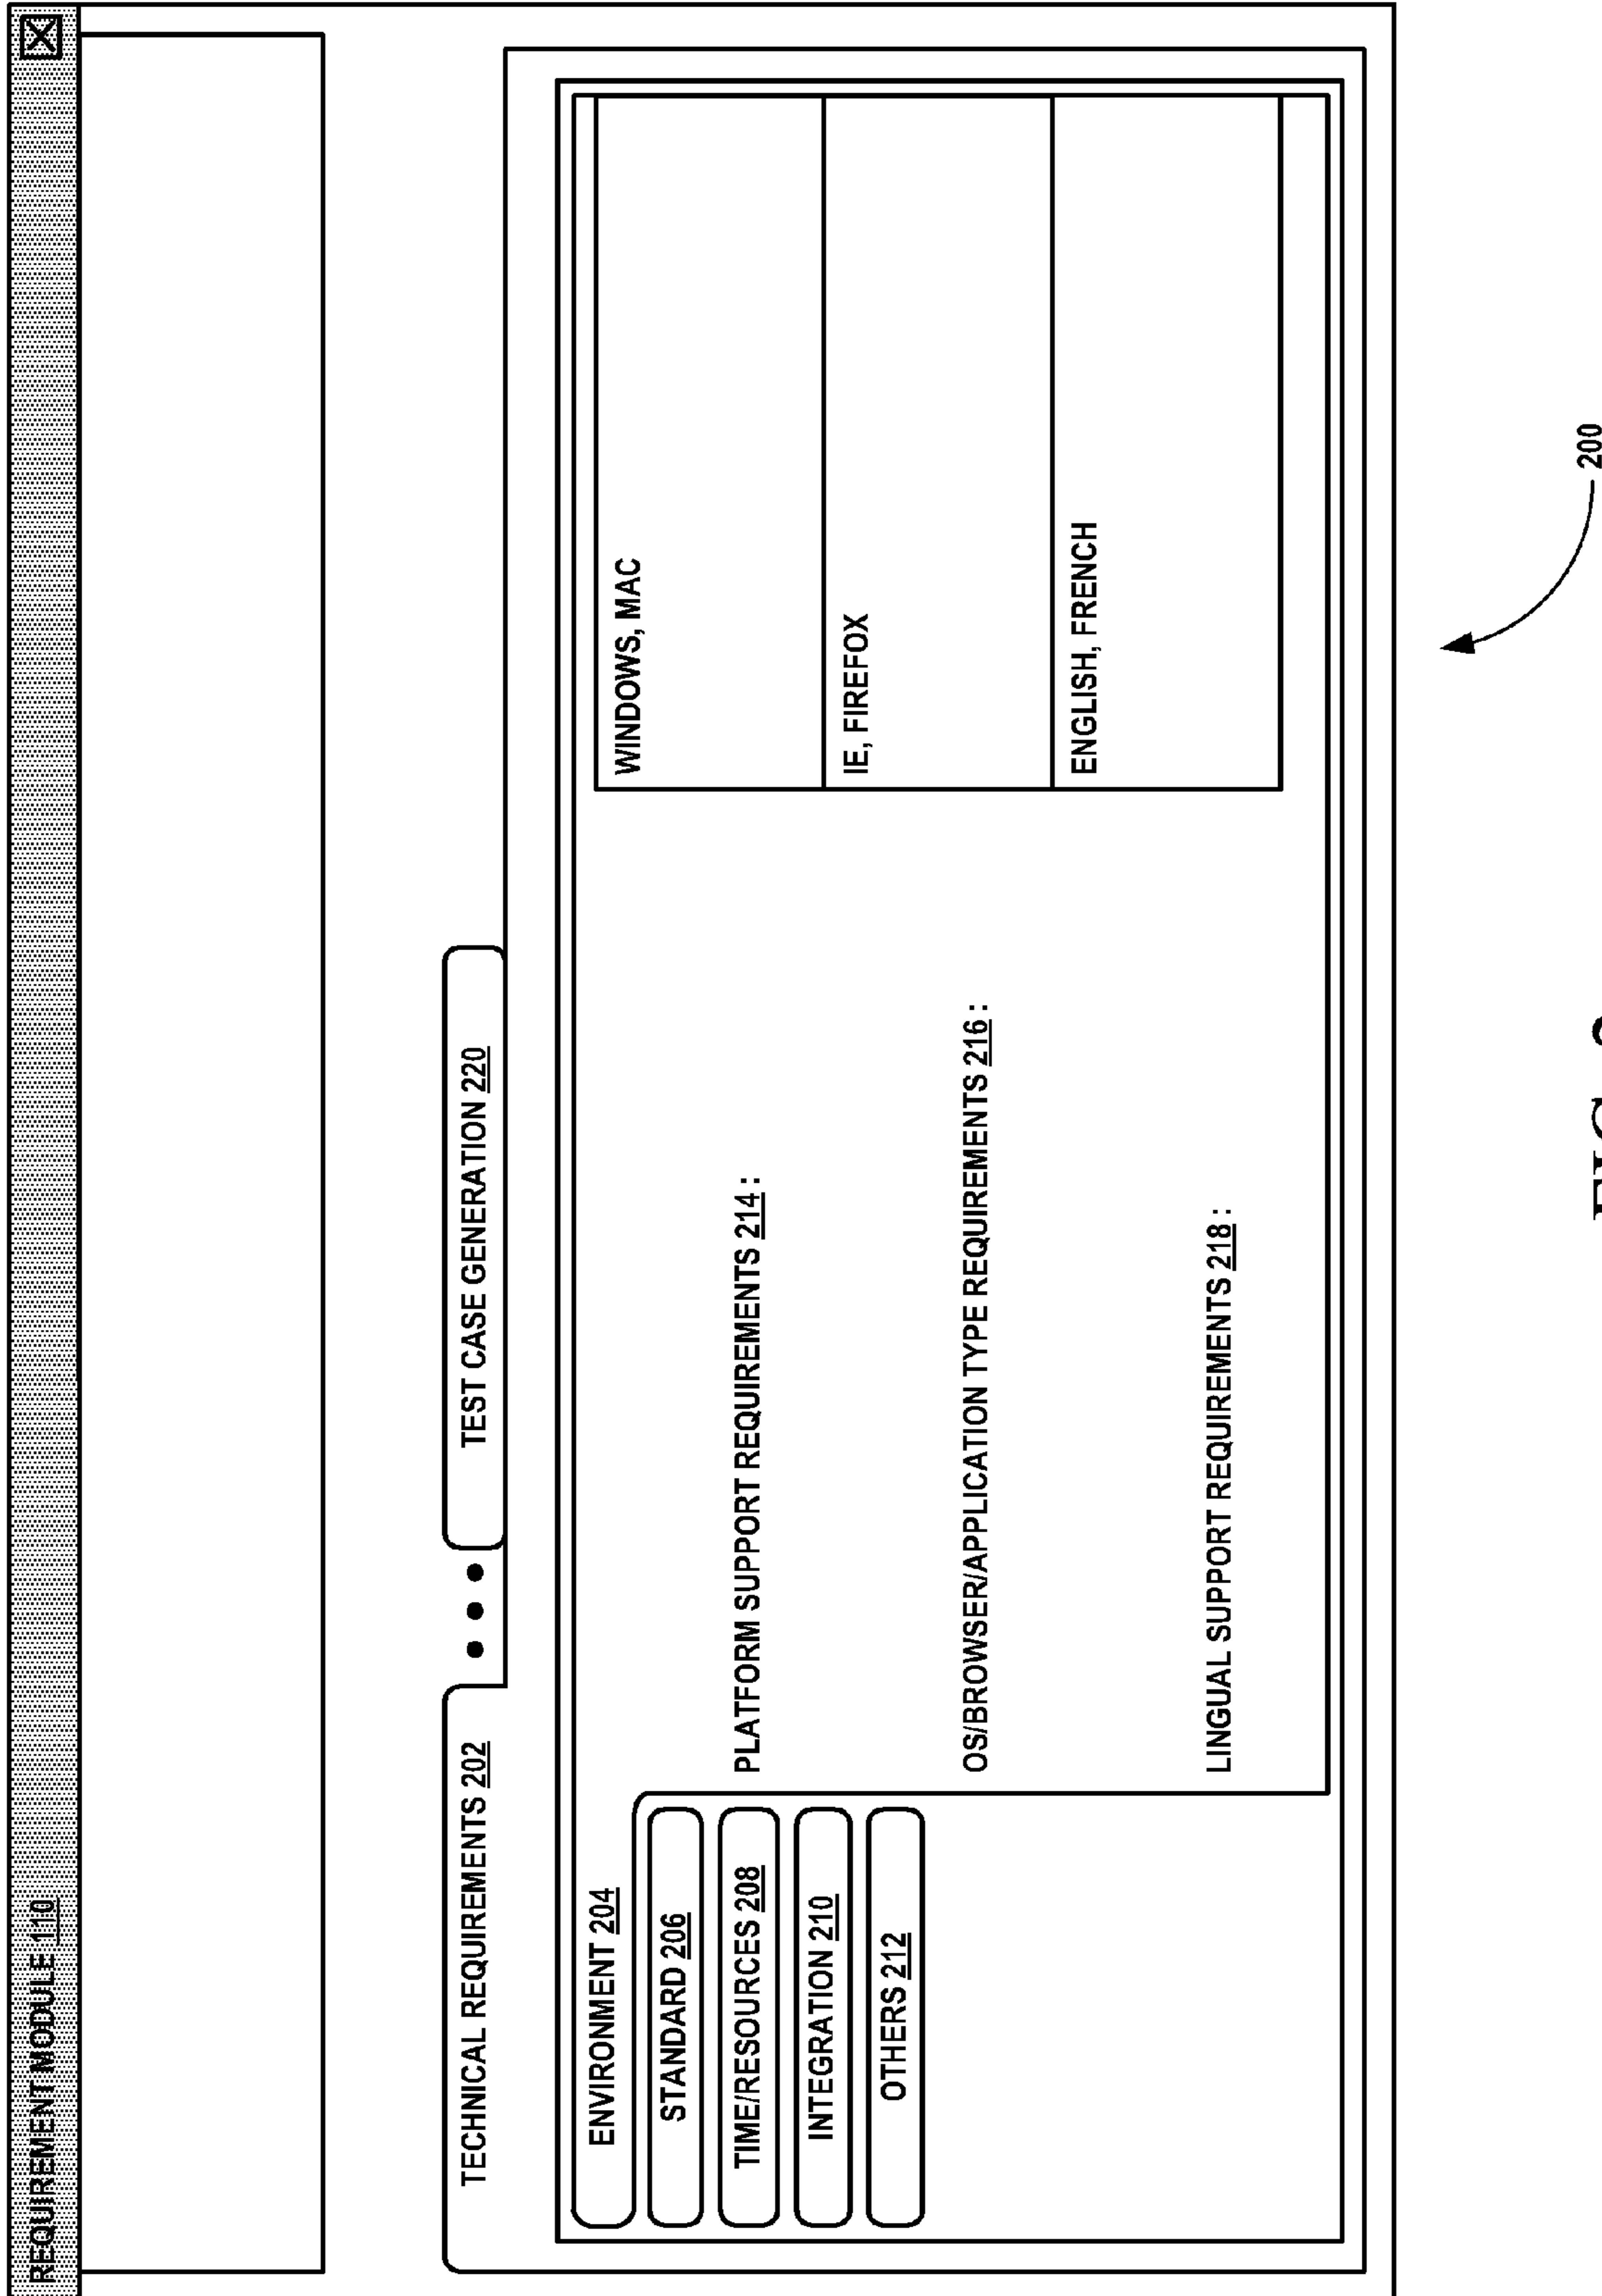 REQUIREMENT MODULE 110
TECHNICAL REQUIREMENTS 202
TEST CASE GENERATION 220
ENVIRONMENT 204
STANDARD 206
TIME/RESOURCES 208
INTEGRATION 210
OTHERS 212
PLATFORM SUPPORT REQUIREMENTS 214 :
WINDOWS, MAC
OS/BROWSER/APPLICATION TYPE REQUIREMENTS 216 :
IE, FIREFOX
LINGUAL SUPPORT REQUIREMENTS 218 :
ENGLISH, FRENCH
200